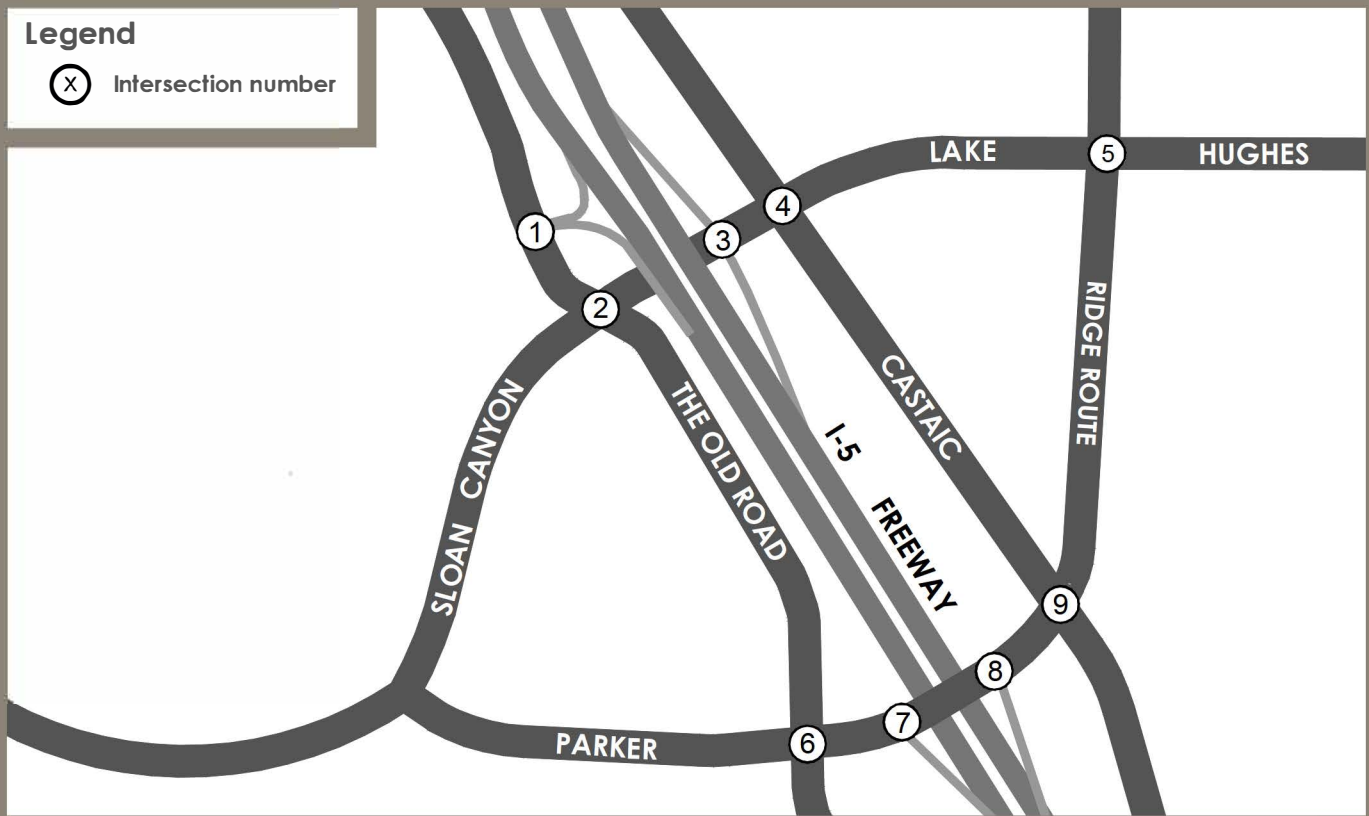 Legend
X Intersection number
LAKE HUGHES
5
4
3
1
2
RIDGE ROUTE
CASTAIC
THE OLD ROAD
SLOAN CANYON
I-5 FREEWAY
9
8
7
6
PARKER